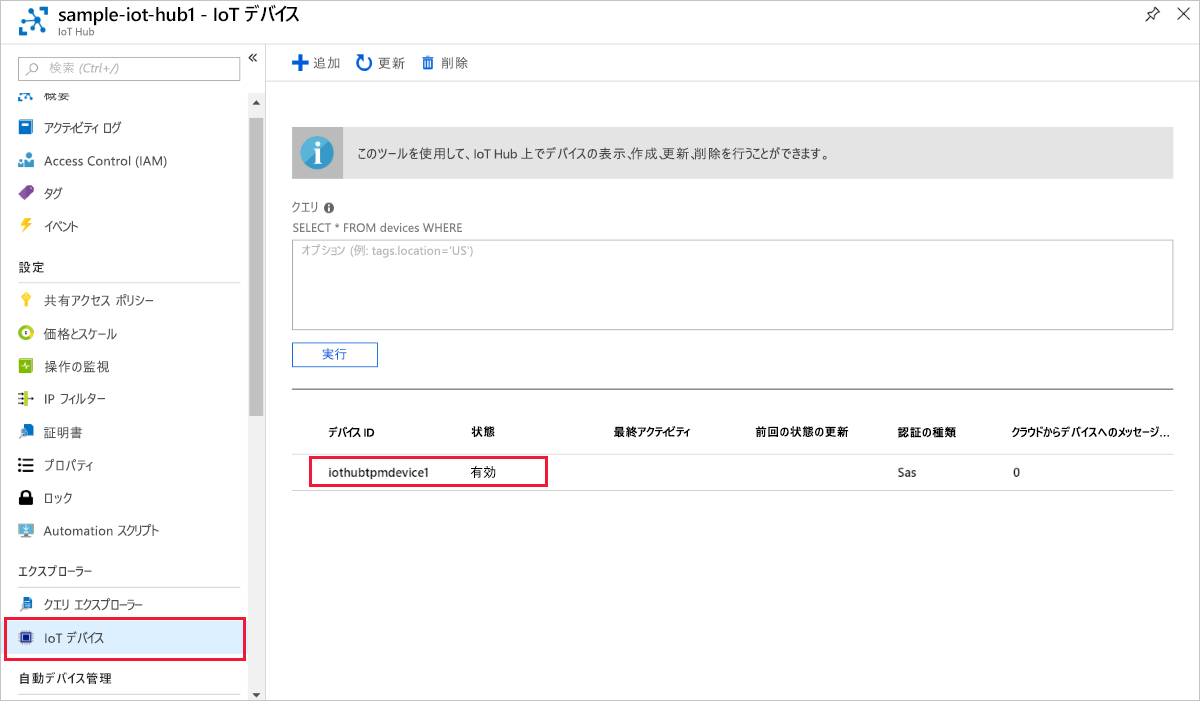 sample-iot-hub1 - IoT デバイス
IoT Hub
検索 (Ctrl+/)
概要
アクティビティ ログ
Access Control (IAM)
タグ
イベント
設定
共有アクセス ポリシー
価格とスケール
操作の監視
IP フィルター
証明書
プロパティ
ロック
Automation スクリプト
エクスプローラー
クエリ エクスプローラー
IoT デバイス
自動デバイス管理
追加 更新 削除
このツールを使用して、IoT Hub 上でデバイスの表示、作成、更新、削除を行うことができます。
クエリ
SELECT * FROM devices WHERE
オプション (例: tags.location='US')
実行
デバイス ID 状態 最終アクティビティ 前回の状態の更新 認証の種類 クラウドからデバイスへのメッセージ...
iothubtpmdevice1 有効 Sas 0